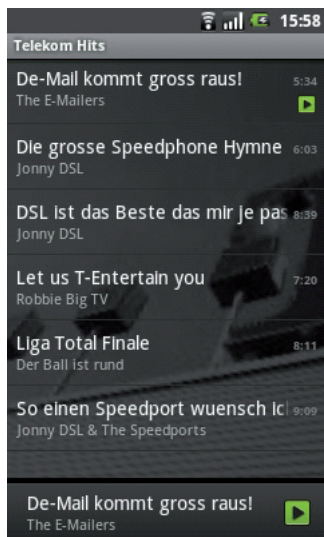 15:58
Telekom Hits
De-Mail kommt gross raus! 5:34
The E-Mailers
Die grosse Speedphone Hymne 6:03
Jonny DSL
DSL ist das Beste das mir je pas 8:39
Jonny DSL
Let us T-Entertain you 7:20
Robbie Big TV
Liga Total Finale 8:11
Der Ball ist rund
So einen Speedport wuensch ic 9:09
Jonny DSL & The Speedports
De-Mail kommt gross raus!
The E-Mailers